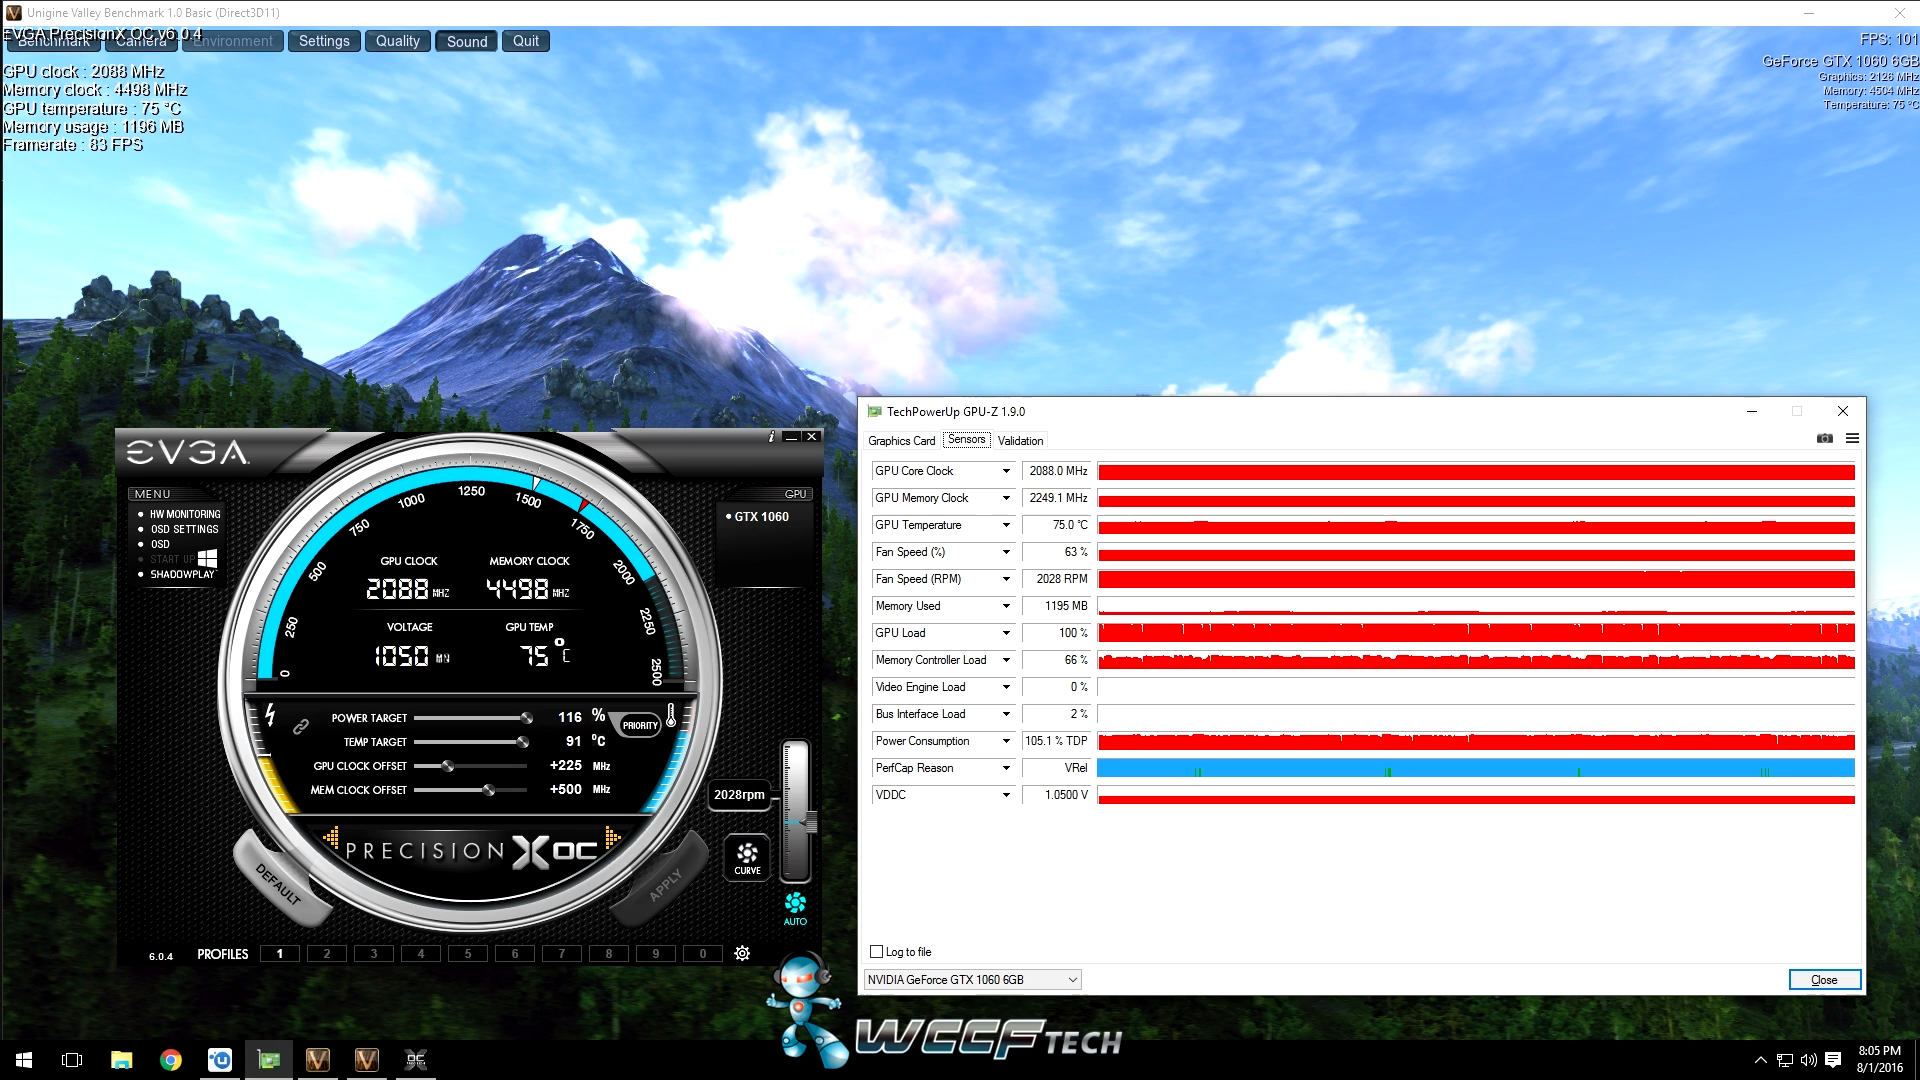 Unigine Valley Benchmark 1.0 Basic (Direct3D11)
EVGA PrecisionX OC v6.0.4
Benchmark Camera Environment Settings Quality Sound Quit
GPU clock : 2088 MHz
Memory clock : 4498 MHz
GPU temperature : 75 °C
Memory usage : 1196 MB
Framerate : 83 FPS
FPS: 101
GeForce GTX 1060 6GB
Graphics: 2126 MHz
Memory: 4504 MHz
Temperature: 75 °C
EVGA
i
MENU
HW MONITORING
OSD SETTINGS
OSD
START UP
SHADOWPLAY
GPU
GTX 1060
0
250
500
750
1000
1250
1500
1750
2000
2250
2500
GPU CLOCK
2088 MHZ
MEMORY CLOCK
4498 MHZ
VOLTAGE
1050
GPU TEMP
75 °C
POWER TARGET 116 %
PRIORITY
TEMP TARGET 91 °C
GPU CLOCK OFFSET +225 MHz
MEM CLOCK OFFSET +500 MHz
PRECISION XOC
DEFAULT
APPLY
2028rpm
CURVE
AUTO
6.0.4
PROFILES 1 2 3 4 5 6 7 8 9 0
TechPowerUp GPU-Z 1.9.0
Graphics Card Sensors Validation
GPU Core Clock 2088.0 MHz
GPU Memory Clock 2249.1 MHz
GPU Temperature 75.0 °C
Fan Speed (%) 63 %
Fan Speed (RPM) 2028 RPM
Memory Used 1195 MB
GPU Load 100 %
Memory Controller Load 66 %
Video Engine Load 0 %
Bus Interface Load 2 %
Power Consumption 105.1 % TDP
PerfCap Reason VRel
VDDC 1.0500 V
Log to file
NVIDIA GeForce GTX 1060 6GB
Close
WCCFTECH
OC
8:05 PM
8/1/2016